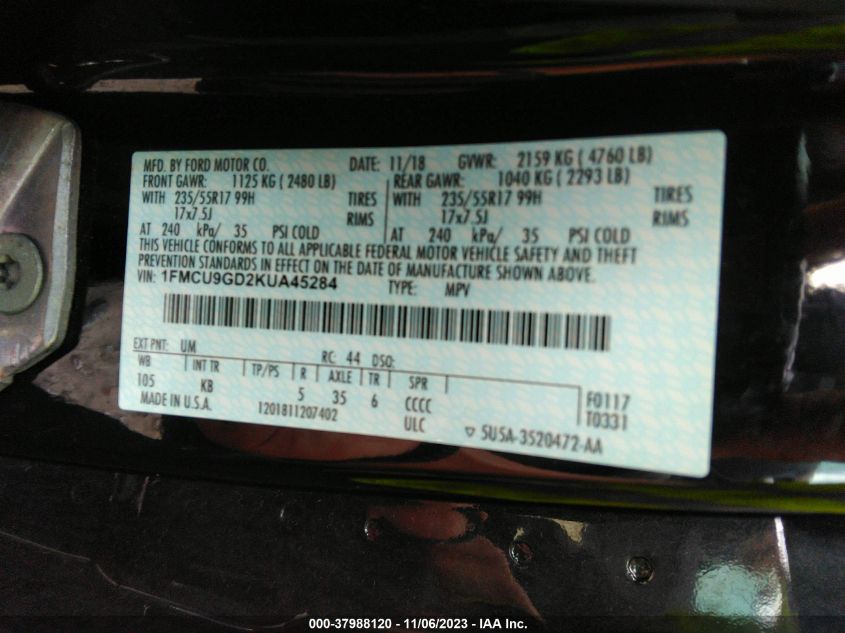 MFD. BY FORD MOTOR CO. DATE: 11/18 GVWR: 2159 KG ( 4760 LB)
FRONT GAWR: 1125 KG ( 2480 LB) REAR GAWR: 1040 KG ( 2293 LB)
WITH 235/55R17 99H TIRES WITH 235/55R17 99H TIRES
17x7.5J RIMS 17x7.5J RIMS
AT 240 kPa/ 35 PSI COLD AT 240 kPa/ 35 PSI COLD
THIS VEHICLE CONFORMS TO ALL APPLICABLE FEDERAL MOTOR VEHICLE SAFETY AND THEFT
PREVENTION STANDARDS IN EFFECT ON THE DATE OF MANUFACTURE SHOWN ABOVE.
VIN: 1FMCU9GD2KUA45284 TYPE: MPV
EXT PNT: UM RC: 44 DSO:
WB INT TR TP/PS R AXLE TR SPR
105 KB 5 35 6 CCCC F0117
MADE IN U.S.A. 1201811207402 ULC T0331
▽ SU5A-3520472-AA
000-37988120 - 11/06/2023 - IAA Inc.